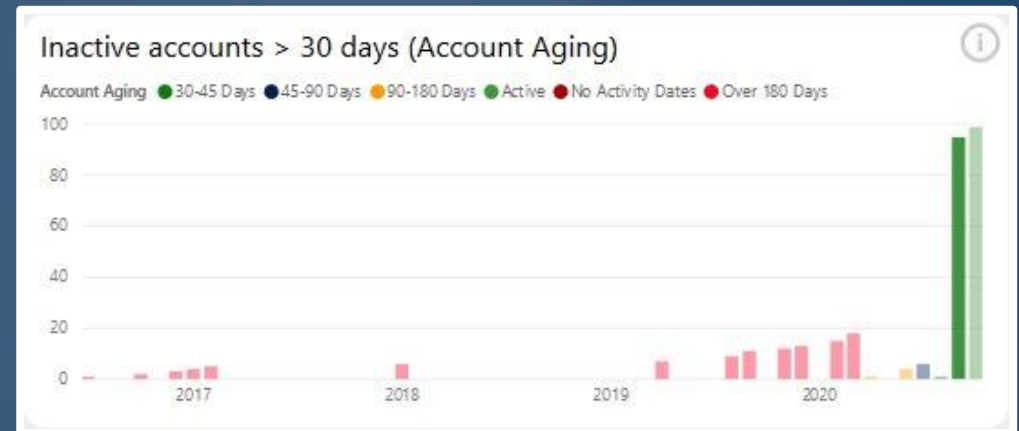 Inactive accounts > 30 days (Account Aging)
i
Account Aging 30-45 Days 45-90 Days 90-180 Days Active No Activity Dates Over 180 Days
100
80
60
40
20
0
2017 2018 2019 2020